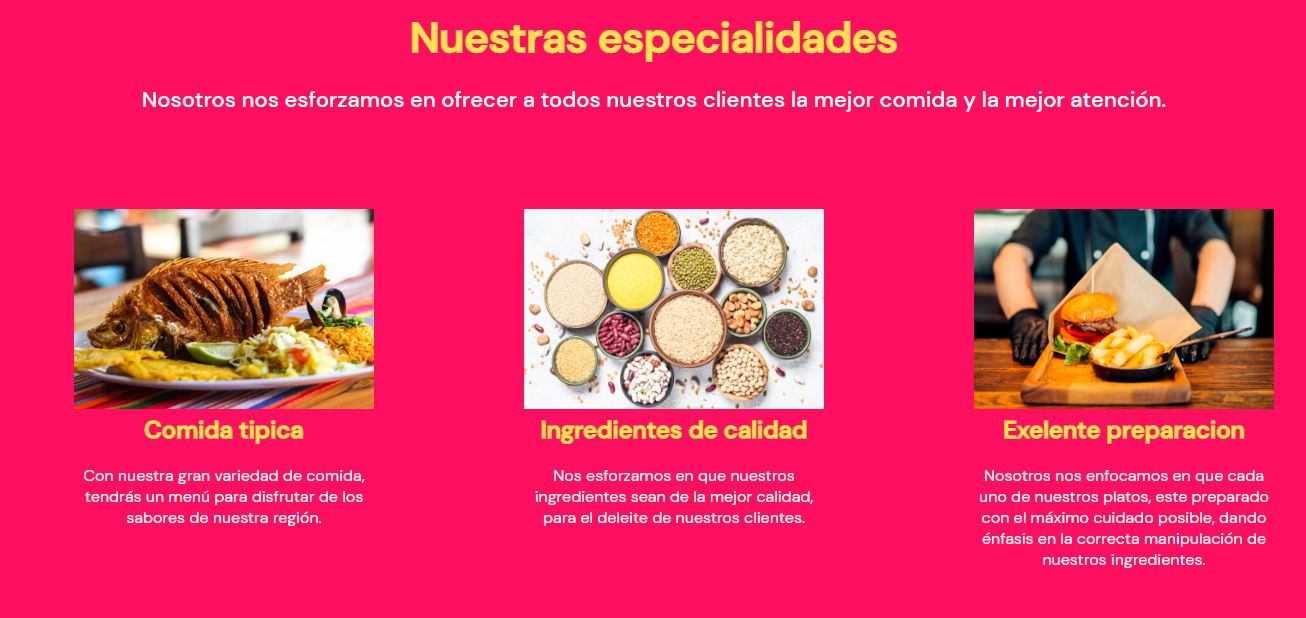 Nuestras especialidades
Nosotros nos esforzamos en ofrecer a todos nuestros clientes la mejor comida y la mejor atención.
Comida tipica
Con nuestra gran variedad de comida,
tendrás un menú para disfrutar de los
sabores de nuestra región.
Ingredientes de calidad
Nos esforzamos en que nuestros
ingredientes sean de la mejor calidad,
para el deleite de nuestros clientes.
Exelente preparacion
Nosotros nos enfocamos en que cada
uno de nuestros platos, este preparado
con el máximo cuidado posible, dando
énfasis en la correcta manipulación de
nuestros ingredientes.